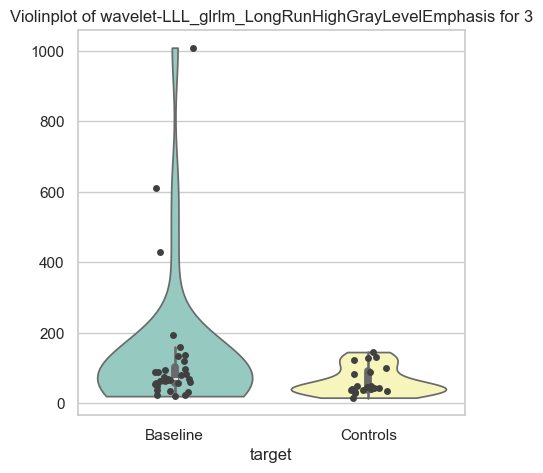 Violinplot of wavelet-LLL_glrlm_LongRunHighGrayLevelEmphasis for 3
1000
800
600
400
200
0
Baseline Controls
target